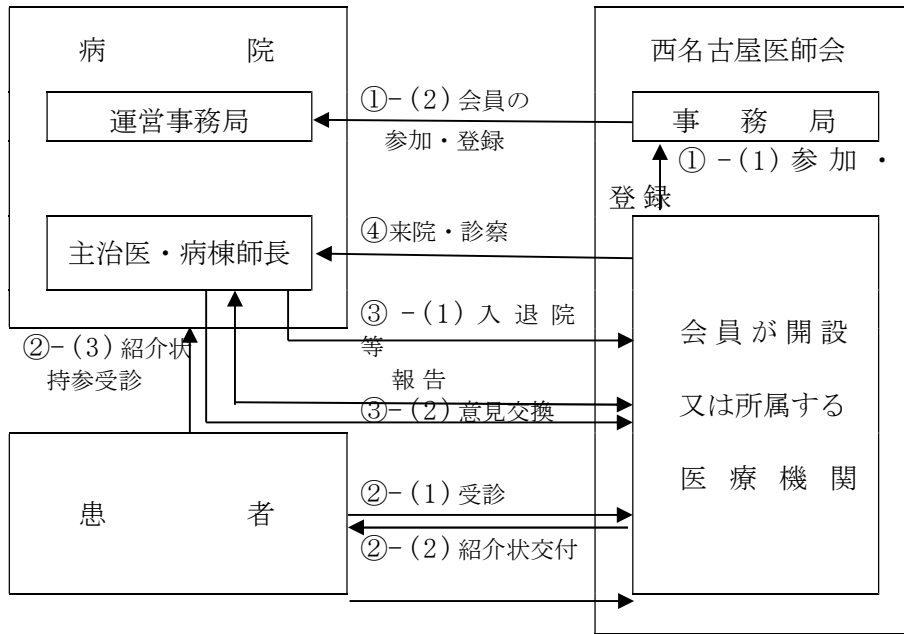 病　院
西名古屋医師会
運営事務局
①-(2)会員の
参加・登録
事務局
①-(1)参加・
登録
主治医・病棟師長
④来院・診察
③-(1)入退院
等
報告
③-(2)意見交換
会員が開設
又は所属する
医療機関
②-(3)紹介状
持参受診
患　者
②-(1)受診
②-(2)紹介状交付